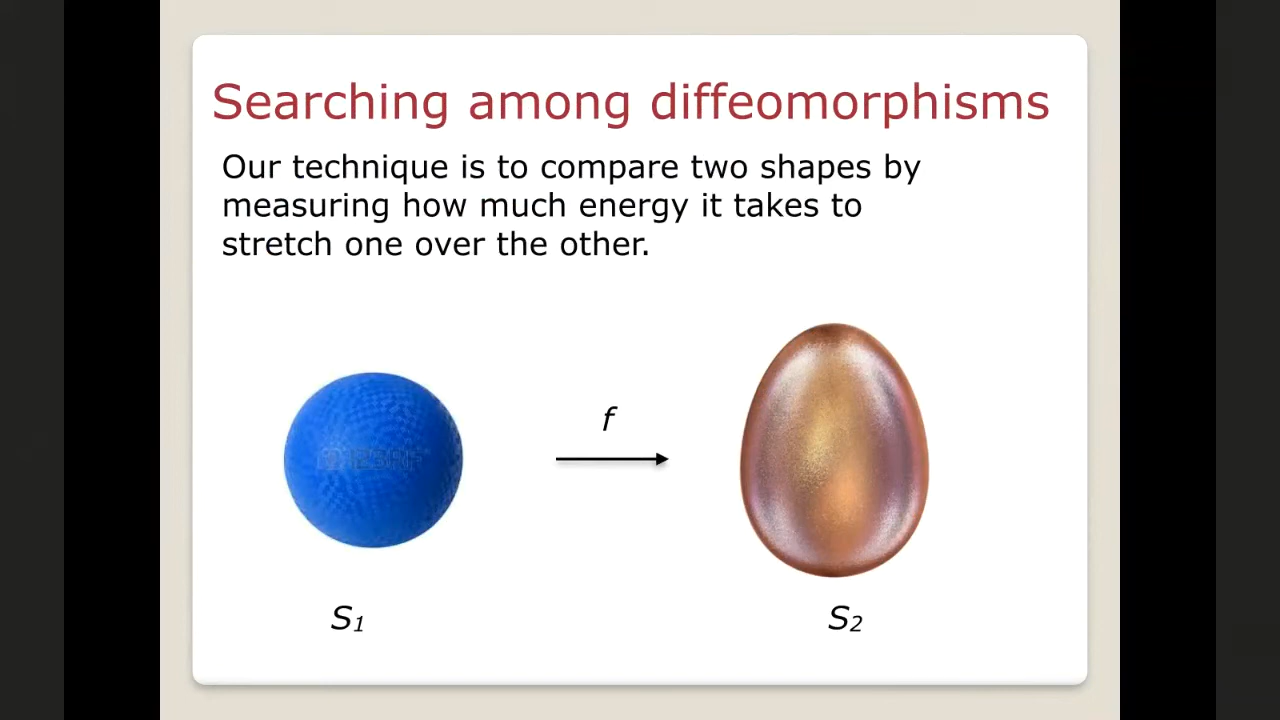 Searching among diffeomorphisms
Our technique is to compare two shapes by
measuring how much energy it takes to
stretch one over the other.
f
S₁
S₂